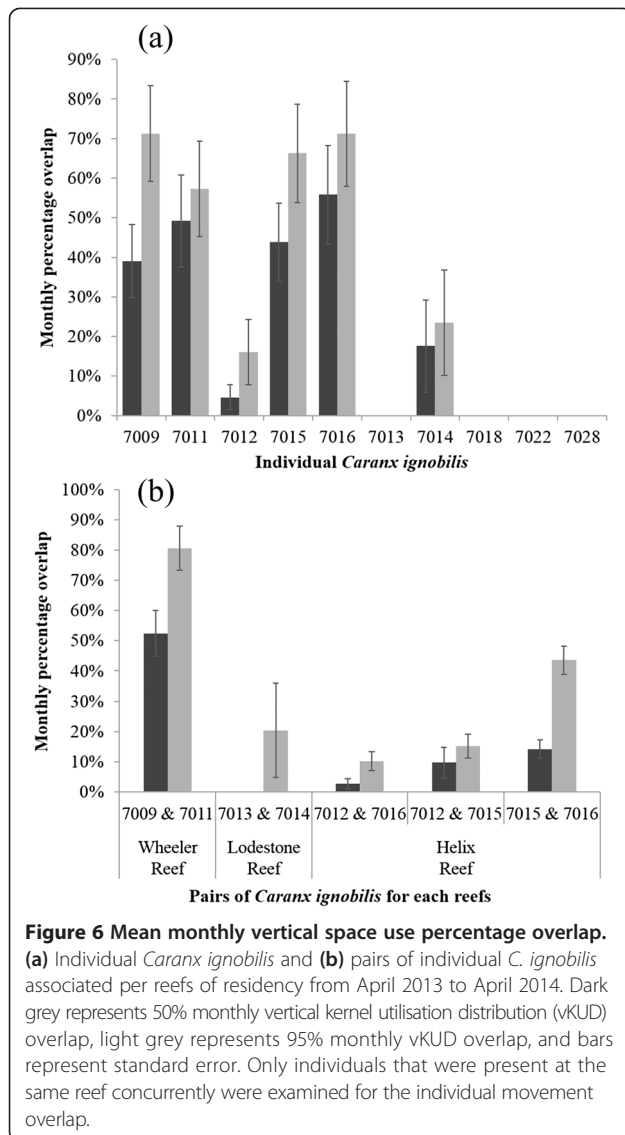 (a)
90%
80%
70%
60%
50%
40%
30%
20%
10%
0%
Monthly percentage overlap
7009 7011 7012 7015 7016 7013 7014 7018 7022 7028
Individual Caranx ignobilis
(b)
100%
90%
80%
70%
60%
50%
40%
30%
20%
10%
0%
Monthly percentage overlap
7009 & 7011 7013 & 7014 7012 & 7016 7012 & 7015 7015 & 7016
Wheeler Reef Lodestone Reef Helix Reef
Pairs of Caranx ignobilis for each reefs
Figure 6 Mean monthly vertical space use percentage overlap.
(a) Individual Caranx ignobilis and (b) pairs of individual C. ignobilis
associated per reefs of residency from April 2013 to April 2014. Dark
grey represents 50% monthly vertical kernel utilisation distribution (vKUD)
overlap, light grey represents 95% monthly vKUD overlap, and bars
represent standard error. Only individuals that were present at the
same reef concurrently were examined for the individual movement
overlap.